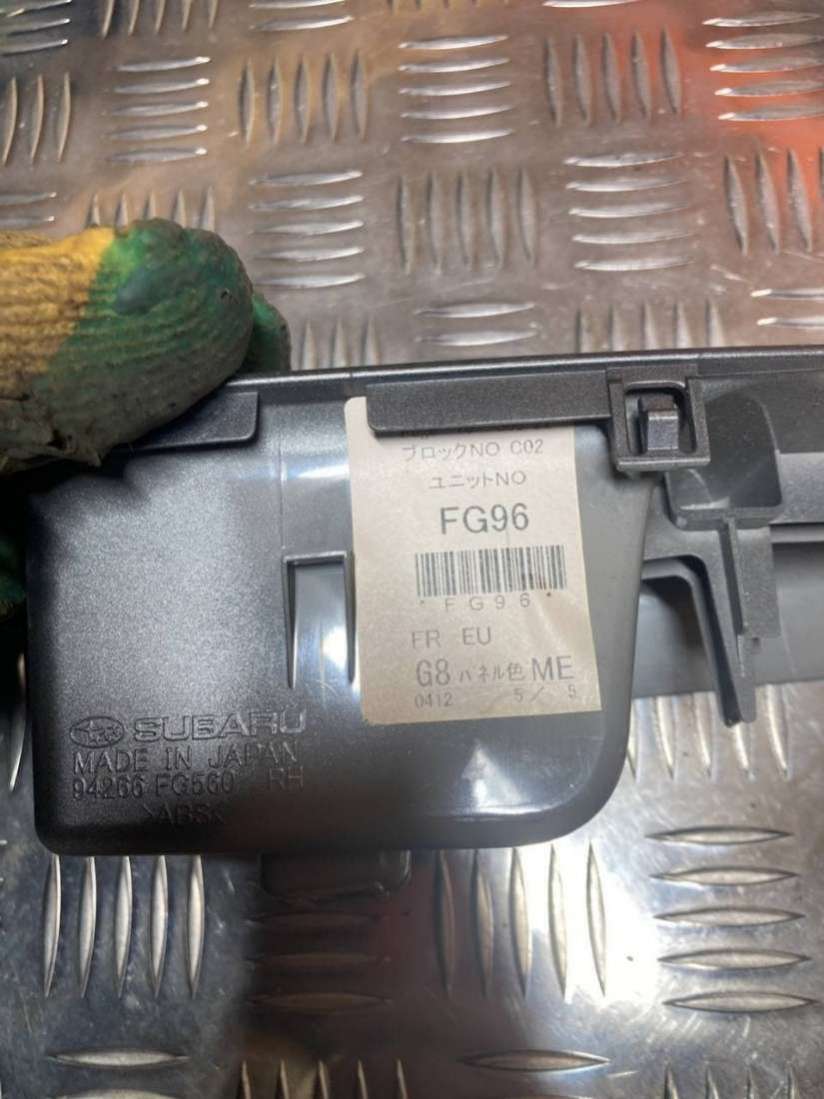 ブロックNO C02
ユニットNO
FG96
*FG96*
FR EU
G8 パネル色 ME
0412 5/ 5
SUBARU
MADE IN JAPAN
94266 FG560 RH
>ABS<